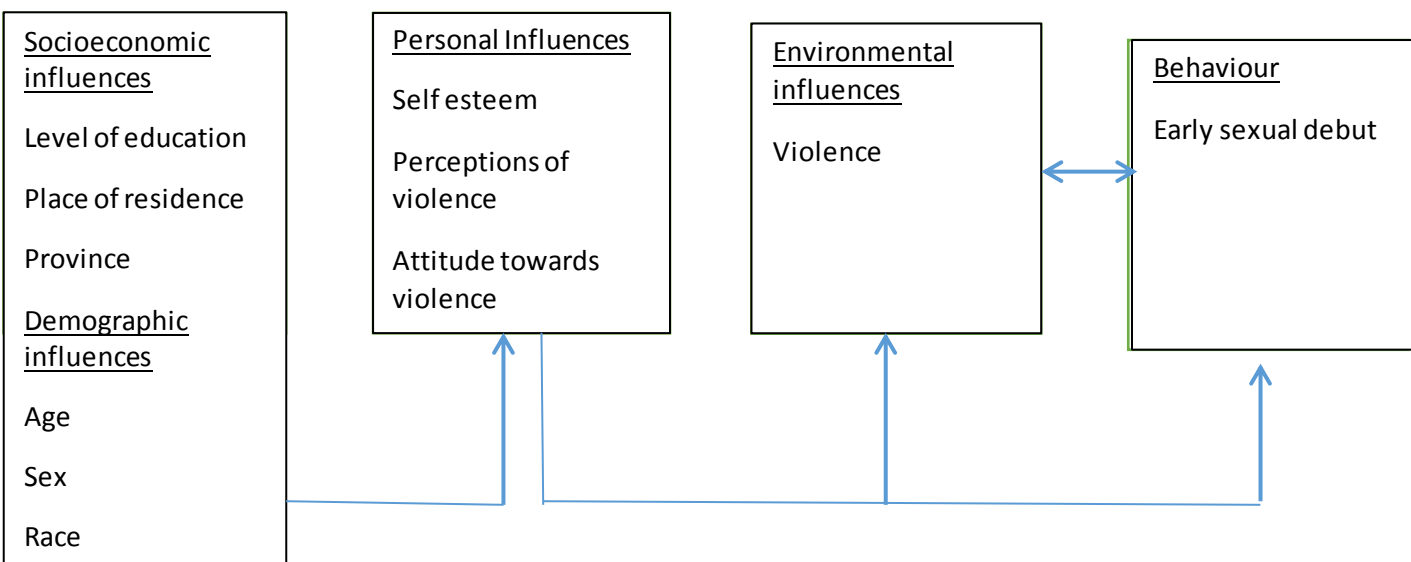 Socioeconomic
influences
Level of education
Place of residence
Province
Demographic
influences
Age
Sex
Race
Personal Influences
Self esteem
Perceptions of
violence
Attitude towards
violence
Environmental
influences
Violence
Behaviour
Early sexual debut